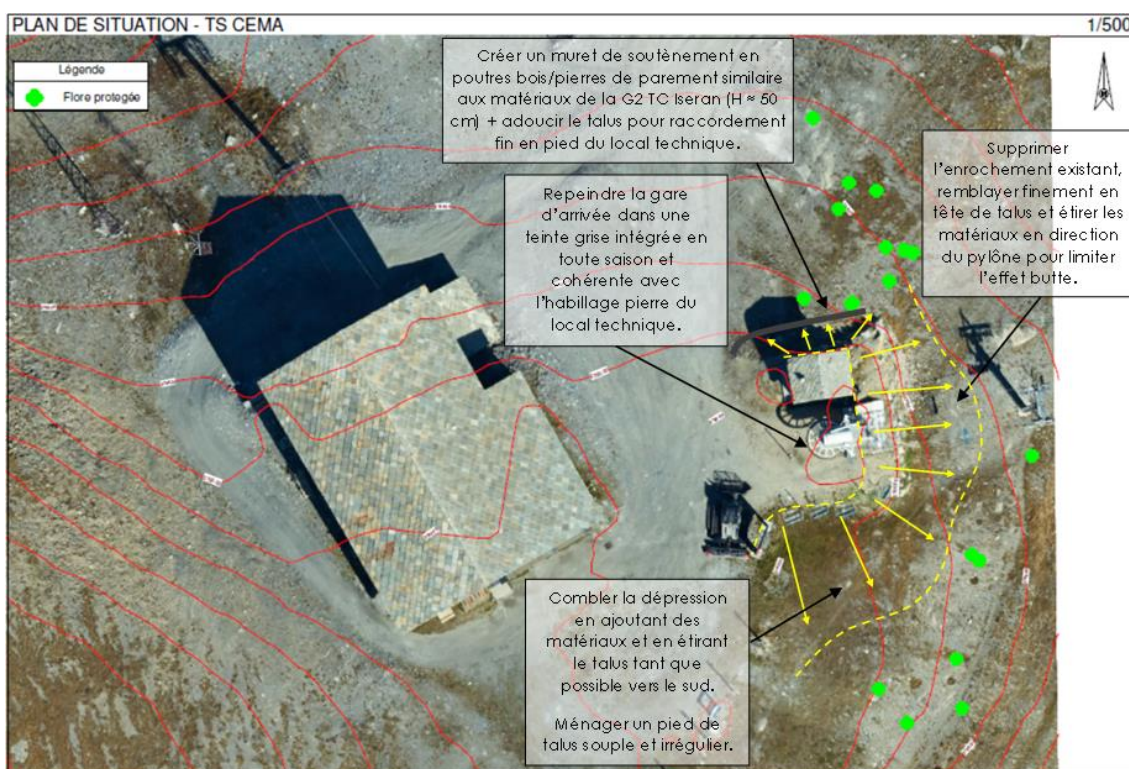 PLAN DE SITUATION - TS CEMA
1/500
Légende
Flore protegée
Créer un muret de soutènement en
poutres bois/pierres de parement similaire
aux matériaux de la G2 TC Iseran (H ≈ 50
cm) + adoucir le talus pour raccordement
fin en pied du local technique.
Supprimer
l'enrochement existant,
remblayer finement en
tête de talus et étirer les
matériaux en direction
du pylône pour limiter
l'effet butte.
Repeindre la gare
d'arrivée dans une
teinte grise intégrée en
toute saison et
cohérente avec
l'habillage pierre du
local technique.
Combler la dépression
en ajoutant des
matériaux et en étirant
le talus tant que
possible vers le sud.
Ménager un pied de
talus souple et irrégulier.